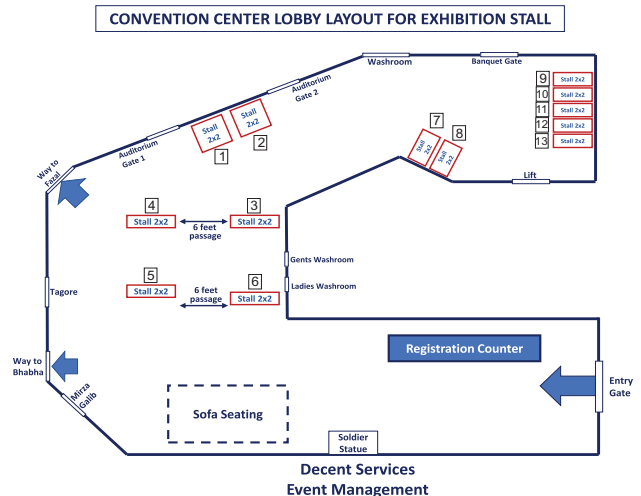 CONVENTION CENTER LOBBY LAYOUT FOR EXHIBITION STALL
Washroom
Banquet Gate
Auditorium
Gate 2
Auditorium
Gate 1
Stall
2x2
1
Stall
2x2
2
7
Stall
2x2
8
Stall
2x2
9
Stall 2x2
10
Stall 2x2
11
Stall 2x2
12
Stall 2x2
13
Stall 2x2
Lift
Way to
Fazal
4
Stall 2x2
6 feet
passage
3
Stall 2x2
Gents Washroom
Ladies Washroom
5
Stall 2x2
6 feet
passage
6
Stall 2x2
Tagore
Way to
Bhabha
Mirza
Galib
Registration Counter
Entry
Gate
Sofa Seating
Soldier
Statue
Decent Services
Event Management